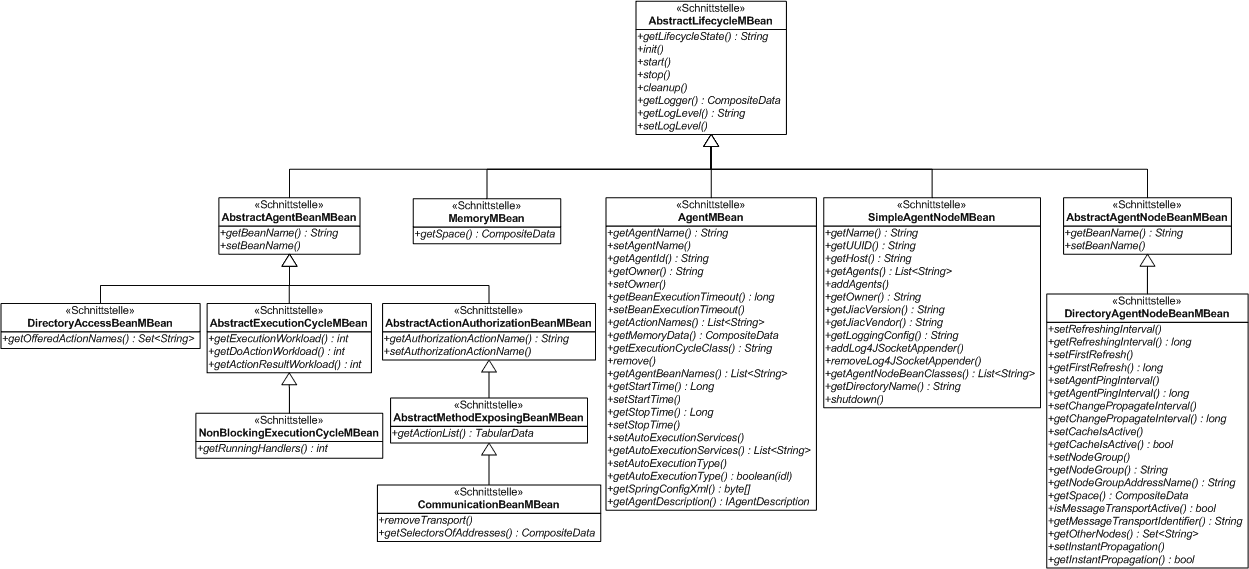 «Schnittstelle»
AbstractLifecycleMBean
+getLifecycleState() : String
+init()
+start()
+stop()
+cleanup()
+getLogger() : CompositeData
+getLogLevel() : String
+setLogLevel()
«Schnittstelle»
AbstractAgentBeanMBean
+getBeanName() : String
+setBeanName()
«Schnittstelle»
MemoryMBean
+getSpace() : CompositeData
«Schnittstelle»
AgentMBean
+getAgentName() : String
+setAgentName()
+getAgentId() : String
+getOwner() : String
+setOwner()
+getBeanExecutionTimeout() : long
+setBeanExecutionTimeout()
+getActionNames() : List<String>
+getMemoryData() : CompositeData
+getExecutionCycleClass() : String
+remove()
+getAgentBeanNames() : List<String>
+getStartTime() : Long
+setStartTime()
+getStopTime() : Long
+setStopTime()
+setAutoExecutionServices()
+getAutoExecutionServices() : List<String>
+setAutoExecutionType()
+getAutoExecutionType() : boolean(idl)
+getSpringConfigXml() : byte[]
+getAgentDescription() : IAgentDescription
«Schnittstelle»
SimpleAgentNodeMBean
+getName() : String
+getUUID() : String
+getHost() : String
+getAgents() : List<String>
+addAgents()
+getOwner() : String
+getJiacVersion() : String
+getJiacVendor() : String
+getLoggingConfig() : String
+addLog4JSocketAppender()
+removeLog4JSocketAppender()
+getAgentNodeBeanClasses() : List<String>
+getDirectoryName() : String
+shutdown()
«Schnittstelle»
AbstractAgentNodeBeanMBean
+getBeanName() : String
+setBeanName()
«Schnittstelle»
DirectoryAccessBeanMBean
+getOfferedActionNames() : Set<String>
«Schnittstelle»
AbstractExecutionCycleMBean
+getExecutionWorkload() : int
+getDoActionWorkload() : int
+getActionResultWorkload() : int
«Schnittstelle»
AbstractActionAuthorizationBeanMBean
+getAuthorizationActionName() : String
+setAuthorizationActionName()
«Schnittstelle»
DirectoryAgentNodeBeanMBean
+setRefreshingInterval()
+getRefreshingInterval() : long
+setFirstRefresh()
+getFirstRefresh() : long
+setAgentPingInterval()
+getAgentPingInterval() : long
+setChangePropagateInterval()
+getChangePropagateInterval() : long
+setCacheIsActive()
+getCacheIsActive() : bool
+setNodeGroup()
+getNodeGroup() : String
+getNodeGroupAddressName() : String
+getSpace() : CompositeData
+isMessageTransportActive() : bool
+getMessageTransportIdentifier() : String
+getOtherNodes() : Set<String>
+setInstantPropagation()
+getInstantPropagation() : bool
«Schnittstelle»
NonBlockingExecutionCycleMBean
+getRunningHandlers() : int
«Schnittstelle»
AbstractMethodExposingBeanMBean
+getActionList() : TabularData
«Schnittstelle»
CommunicationBeanMBean
+removeTransport()
+getSelectorsOfAddresses() : CompositeData